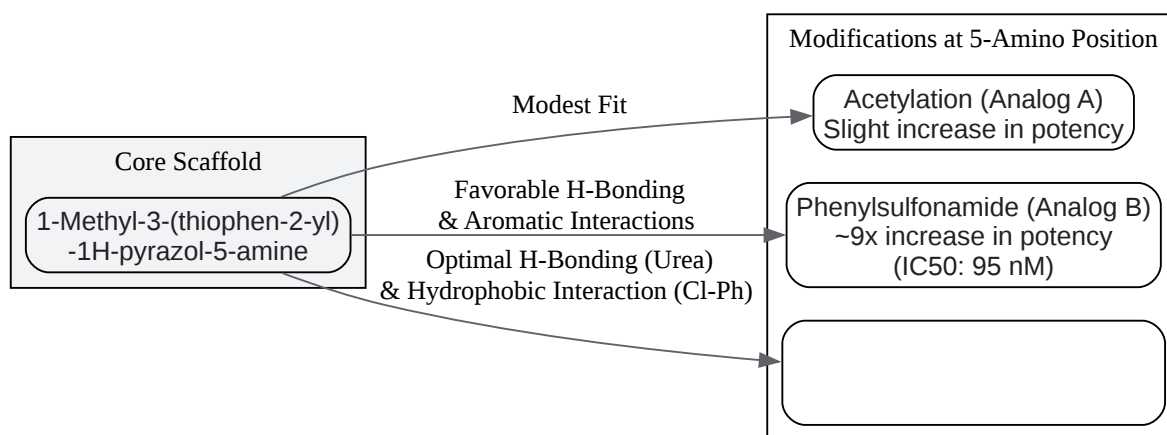 Modifications at 5-Amino Position
Modest Fit
Acetylation (Analog A)
Slight increase in potency
Core Scaffold
1-Methyl-3-(thiophen-2-yl)
-1H-pyrazol-5-amine
Favorable H-Bonding
& Aromatic Interactions
Phenylsulfonamide (Analog B)
~9x increase in potency
(IC50: 95 nM)
Optimal H-Bonding (Urea)
& Hydrophobic Interaction (Cl-Ph)